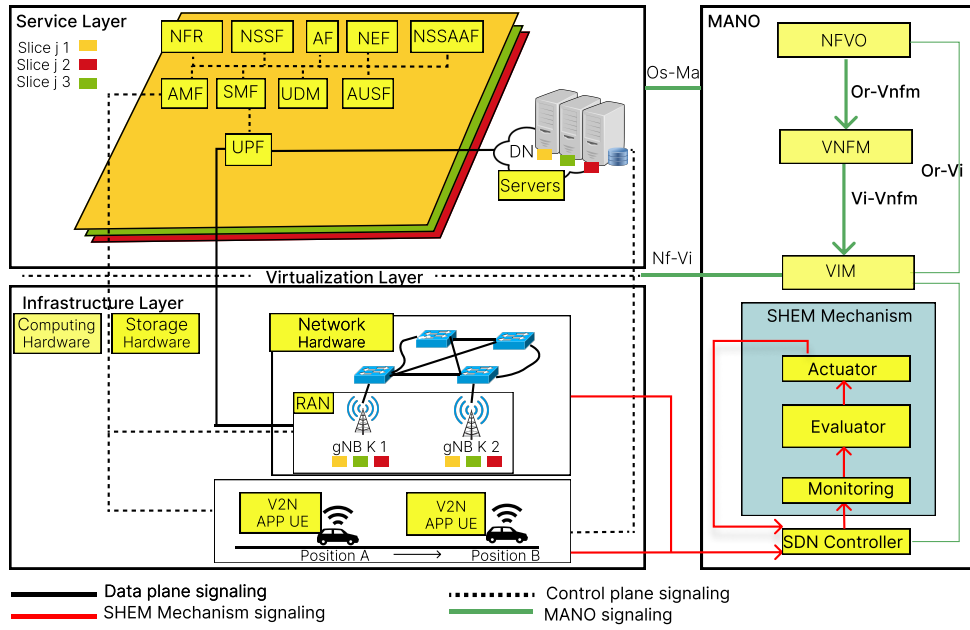 Service Layer
Slice j 1
Slice j 2
Slice j 3
NFR
NSSF
AF
NEF
NSSAAF
AMF
SMF
UDM
AUSF
UPF
DN
Servers
Os-Ma
MANO
NFVO
Or-Vnfm
VNFM
Or-Vi
Vi-Vnfm
VIM
Nf-Vi
Virtualization Layer
Infrastructure Layer
Computing
Hardware
Storage
Hardware
Network
Hardware
RAN
gNB K 1
gNB K 2
V2N
APP UE
V2N
APP UE
Position A
Position B
SHEM Mechanism
Actuator
Evaluator
Monitoring
SDN Controller
Data plane signaling
SHEM Mechanism signaling
Control plane signaling
MANO signaling